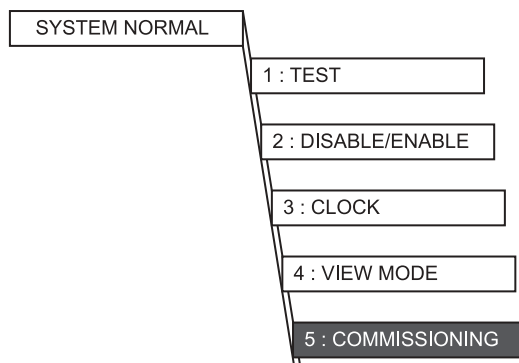 SYSTEM NORMAL
1 : TEST
2 : DISABLE/ENABLE
3 : CLOCK
4 : VIEW MODE
5 : COMMISSIONING